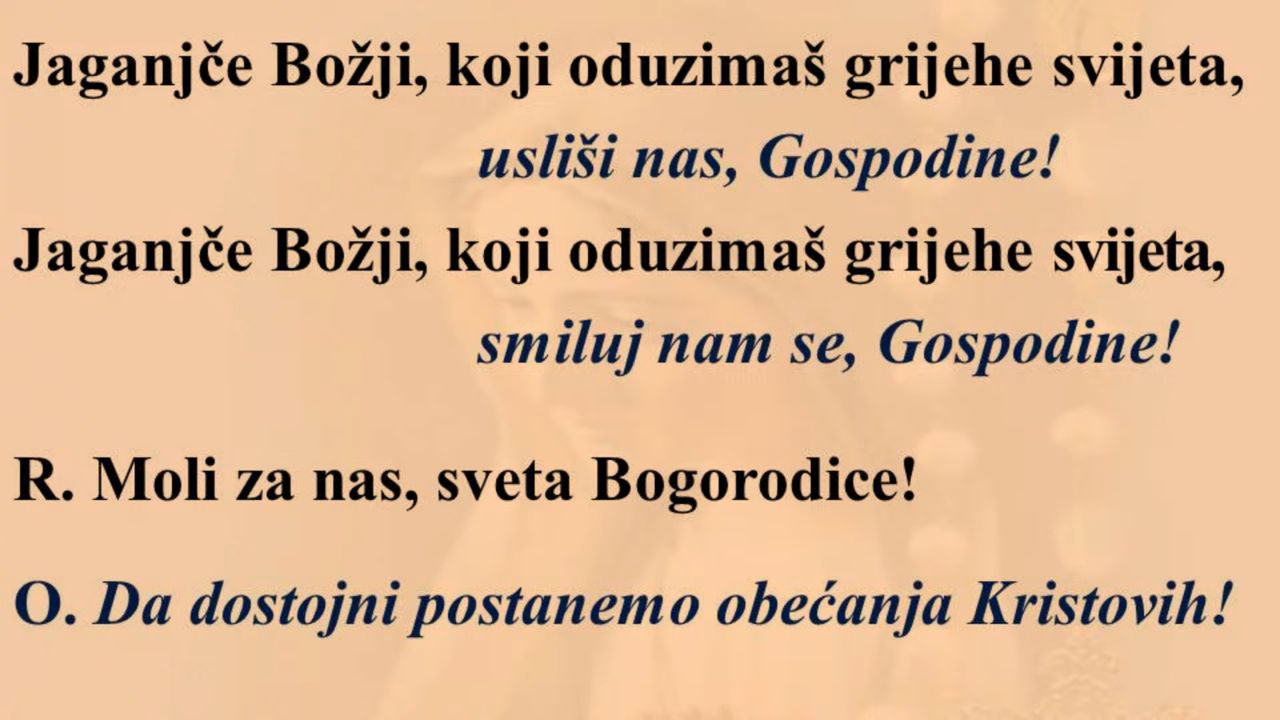 Jaganjče Božji, koji oduzimaš grijehe svijeta,
usliši nas, Gospodine!
Jaganjče Božji, koji oduzimaš grijehe svijeta,
smiluj nam se, Gospodine!
R. Moli za nas, sveta Bogorodice!
O. Da dostojni postanemo obećanja Kristovih!